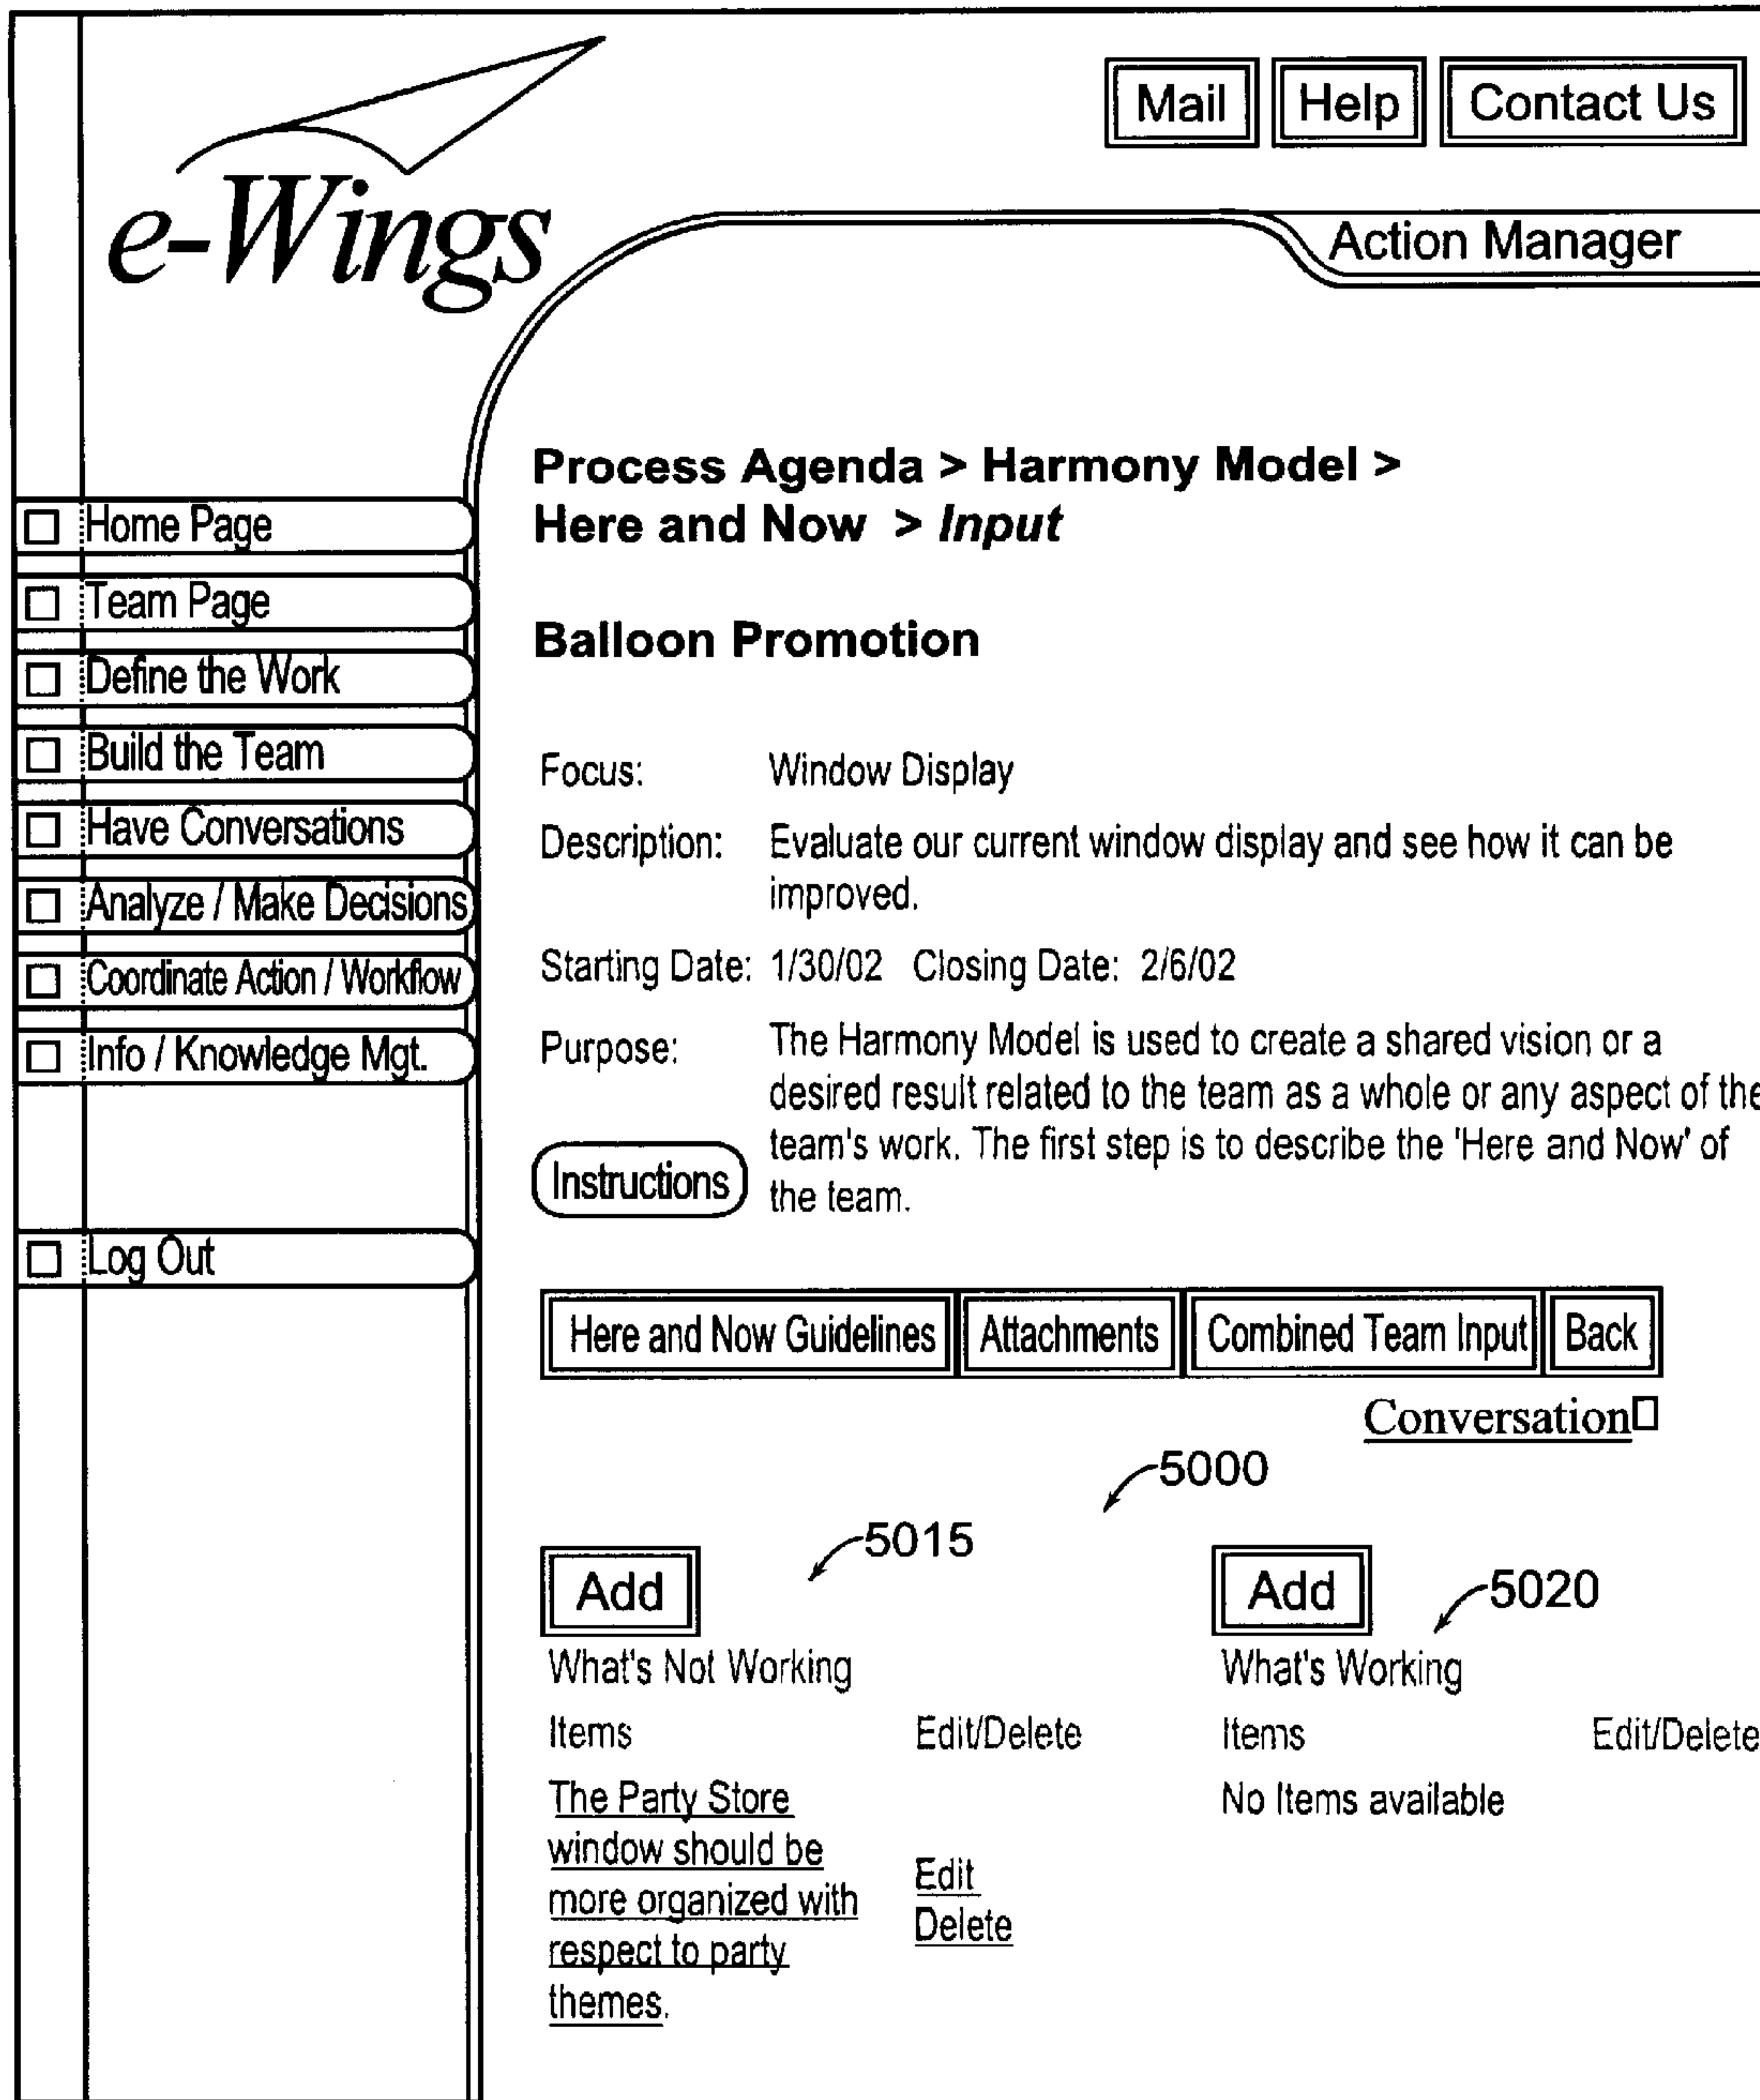 Mail Help Contact Us
e-Wings
Action Manager
Home Page
Team Page
Define the Work
Build the Team
Have Conversations
Analyze / Make Decisions
Coordinate Action / Workflow
Info / Knowledge Mgt.
Log Out
Process Agenda > Harmony Model >
Here and Now > Input
Balloon Promotion
Focus: Window Display
Description: Evaluate our current window display and see how it can be
improved.
Starting Date: 1/30/02 Closing Date: 2/6/02
Purpose: The Harmony Model is used to create a shared vision or a
desired result related to the team as a whole or any aspect of the
team's work. The first step is to describe the 'Here and Now' of
the team.
Instructions
Here and Now Guidelines Attachments Combined Team Input Back
Conversation
5000
5015
Add
What's Not Working
Items Edit/Delete
The Party Store
window should be
more organized with
respect to party
themes.
Edit
Delete
Add
5020
What's Working
Items Edit/Delete
No Items available